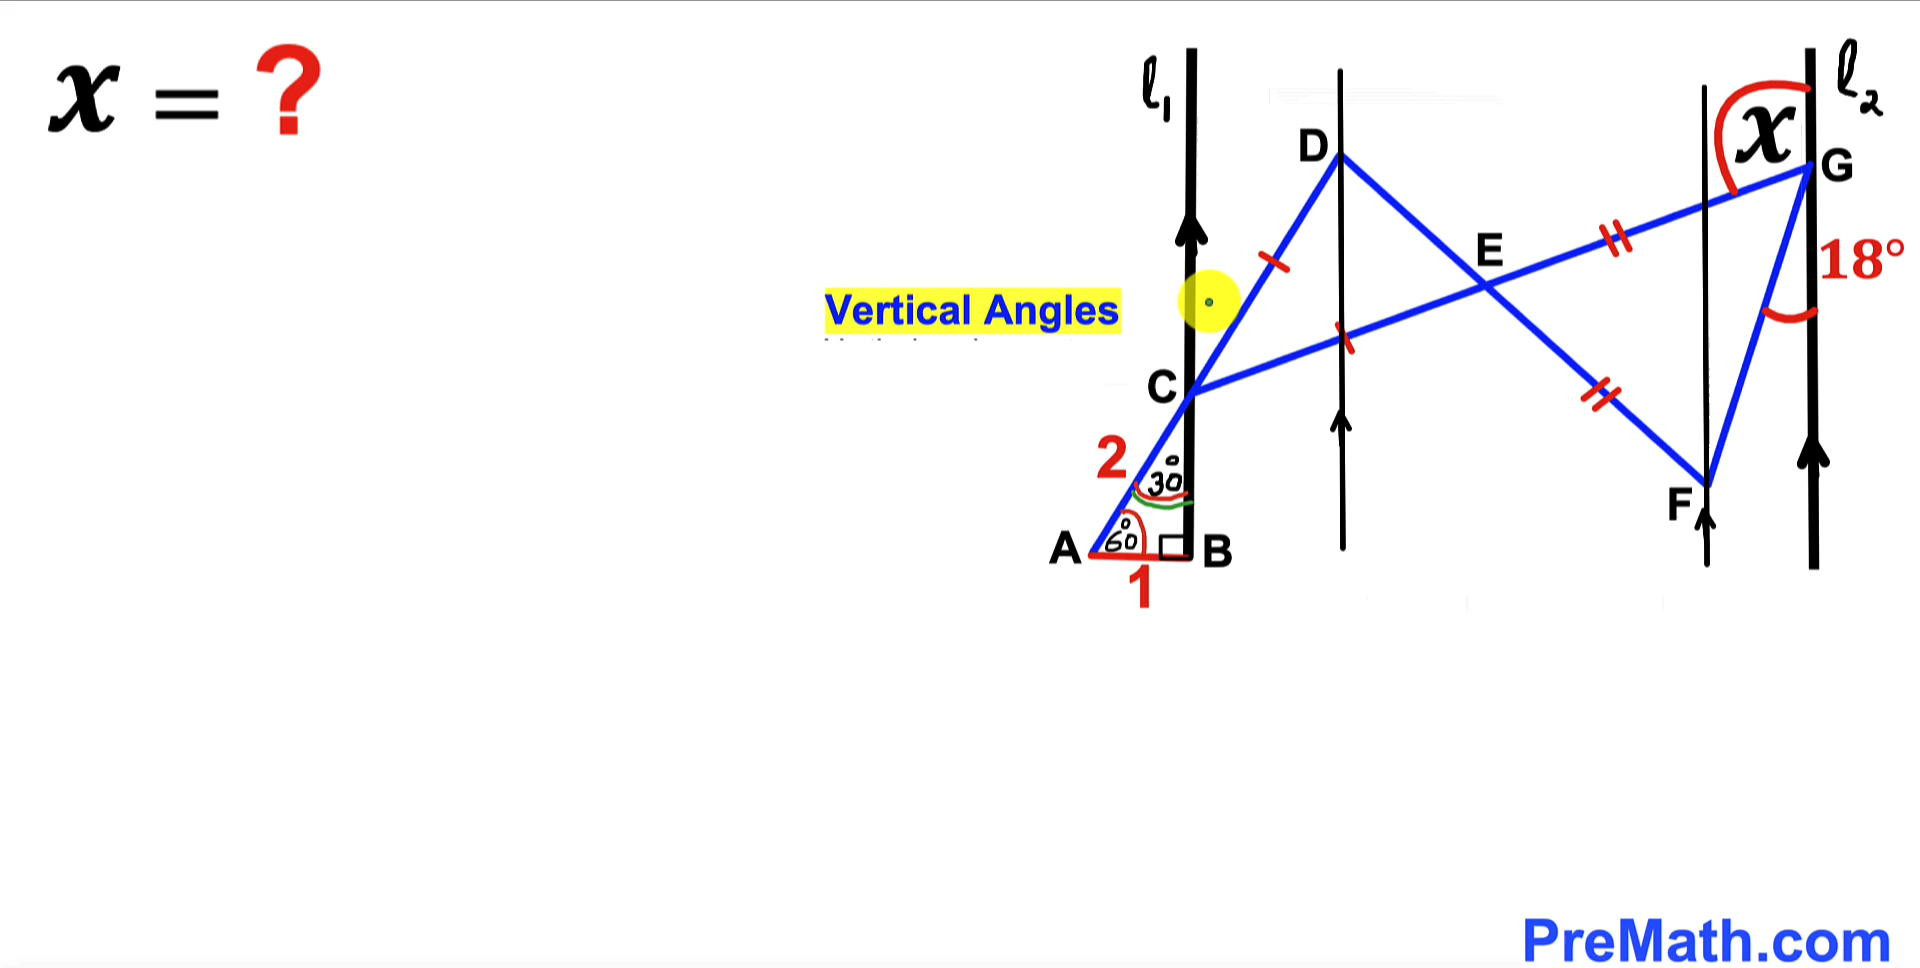 x = ?
l1
l2
D
x
G
E
18°
Vertical Angles
C
2
30°
F
A
60°
B
1
PreMath.com